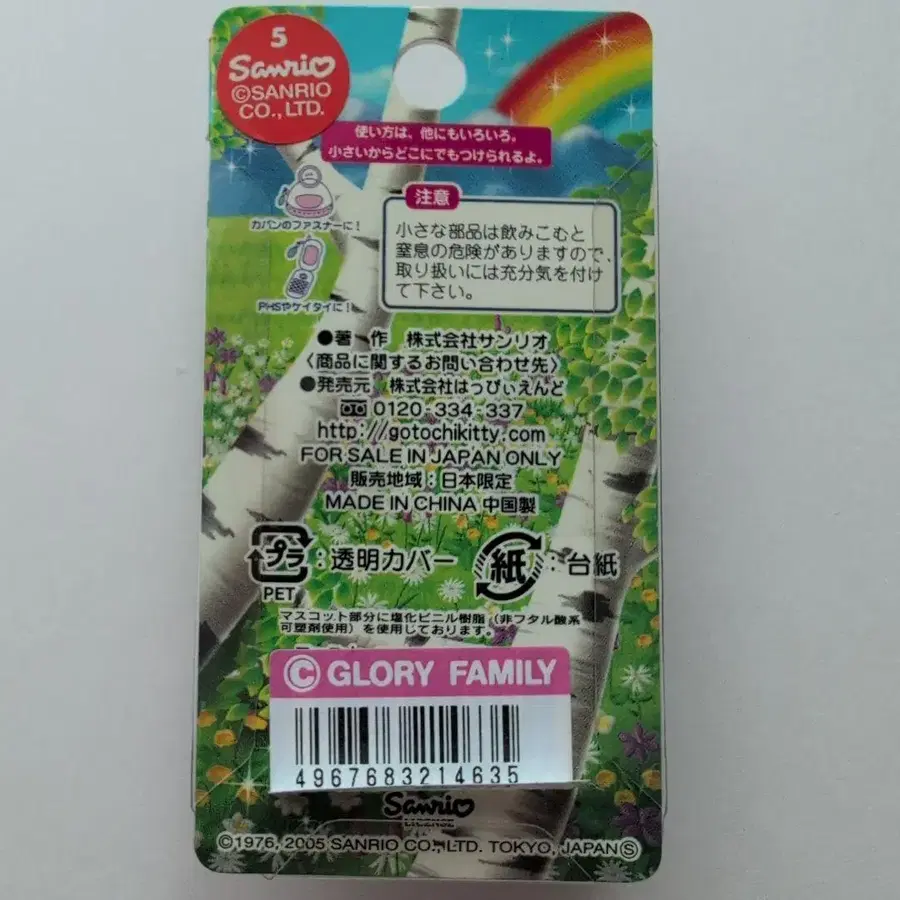 5
Sanrio
©SANRIO
CO., LTD.
使い方は、他にもいろいろ。
小さいからどこにでもつけられるよ。
カバンのファスナーに!
PHSやケイタイに!
注意
小さな部品は飲みこむと
窒息の危険がありますので、
取り扱いには充分気を付け
て下さい。
●著 作 株式会社サンリオ
〈商品に関するお問い合わせ先〉
●発売元 株式会社はっぴぃえんど
0120-334-337
http://gotochikitty.com
FOR SALE IN JAPAN ONLY
販売地域:日本限定
MADE IN CHINA 中国製
プラ:透明カバー
PET
紙:台紙
マスコット部分に塩化ビニル樹脂(非フタル酸系
可塑剤使用)を使用しております。
© GLORY FAMILY
4967683214635
Sanrio
LICENSE
©1976, 2005 SANRIO CO., LTD. TOKYO, JAPAN Ⓢ